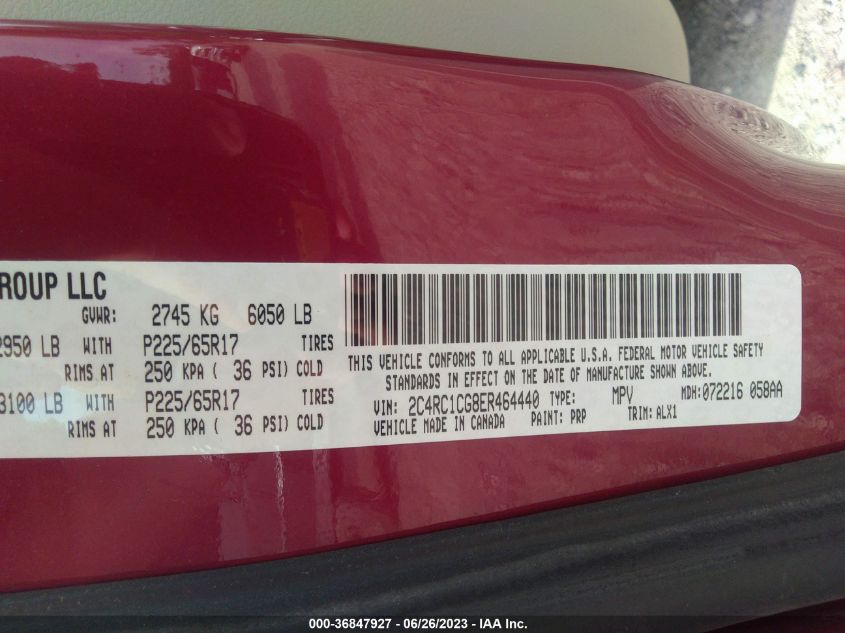 ROUP LLC
GVWR: 2745 KG 6050 LB
2950 LB WITH P225/65R17 TIRES
RIMS AT 250 KPA ( 36 PSI) COLD
3100 LB WITH P225/65R17 TIRES
RIMS AT 250 KPA ( 36 PSI) COLD
THIS VEHICLE CONFORMS TO ALL APPLICABLE U.S.A. FEDERAL MOTOR VEHICLE SAFETY
STANDARDS IN EFFECT ON THE DATE OF MANUFACTURE SHOWN ABOVE.
VIN: 2C4RC1CG8ER464440 TYPE: MPV MDH: 072216 058AA
VEHICLE MADE IN CANADA PAINT: PRP TRIM: ALX1
000-36847927 - 06/26/2023 - IAA Inc.